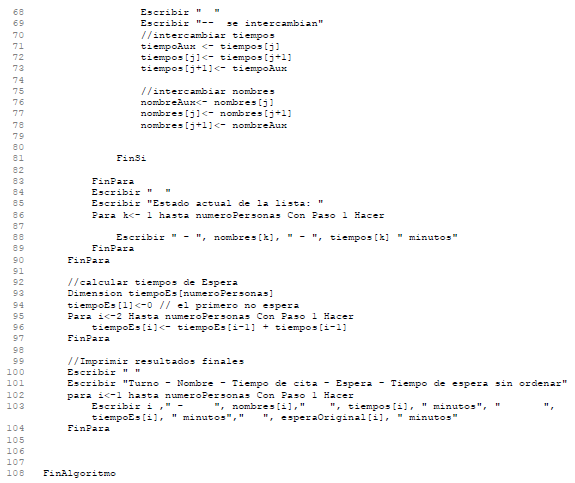 68 Escribir "  "
69 Escribir "--  se intercambian"
70 //intercambiar tiempos
71 tiempoAux <- tiempos[j]
72 tiempos[j]<- tiempos[j+1]
73 tiempos[j+1]<- tiempoAux
74
75 //intercambiar nombres
76 nombreAux<- nombres[j]
77 nombres[j]<- nombres[j+1]
78 nombres[j+1]<- nombreAux
79
80
81 FinSi
82
83 FinPara
84 Escribir "  "
85 Escribir "Estado actual de la lista: "
86 Para k<- 1 hasta numeroPersonas Con Paso 1 Hacer
87
88 Escribir " - ", nombres[k], " - ", tiempos[k] " minutos"
89 FinPara
90 FinPara
91
92 //calcular tiempos de Espera
93 Dimension tiempoEs[numeroPersonas]
94 tiempoEs[1]<-0 // el primero no espera
95 Para i<-2 Hasta numeroPersonas Con Paso 1 Hacer
96 tiempoEs[i]<- tiempoEs[i-1] + tiempos[i-1]
97 FinPara
98
99 //Imprimir resultados finales
100 Escribir " "
101 Escribir "Turno - Nombre - Tiempo de cita - Espera - Tiempo de espera sin ordenar"
102 para i<-1 hasta numeroPersonas Con Paso 1 Hacer
103 Escribir i ," -    ", nombres[i],"   ", tiempos[i], " minutos", "      ",
tiempoEs[i], " minutos","   ", esperaOriginal[i], " minutos"
104 FinPara
105
106
107
108 FinAlgoritmo